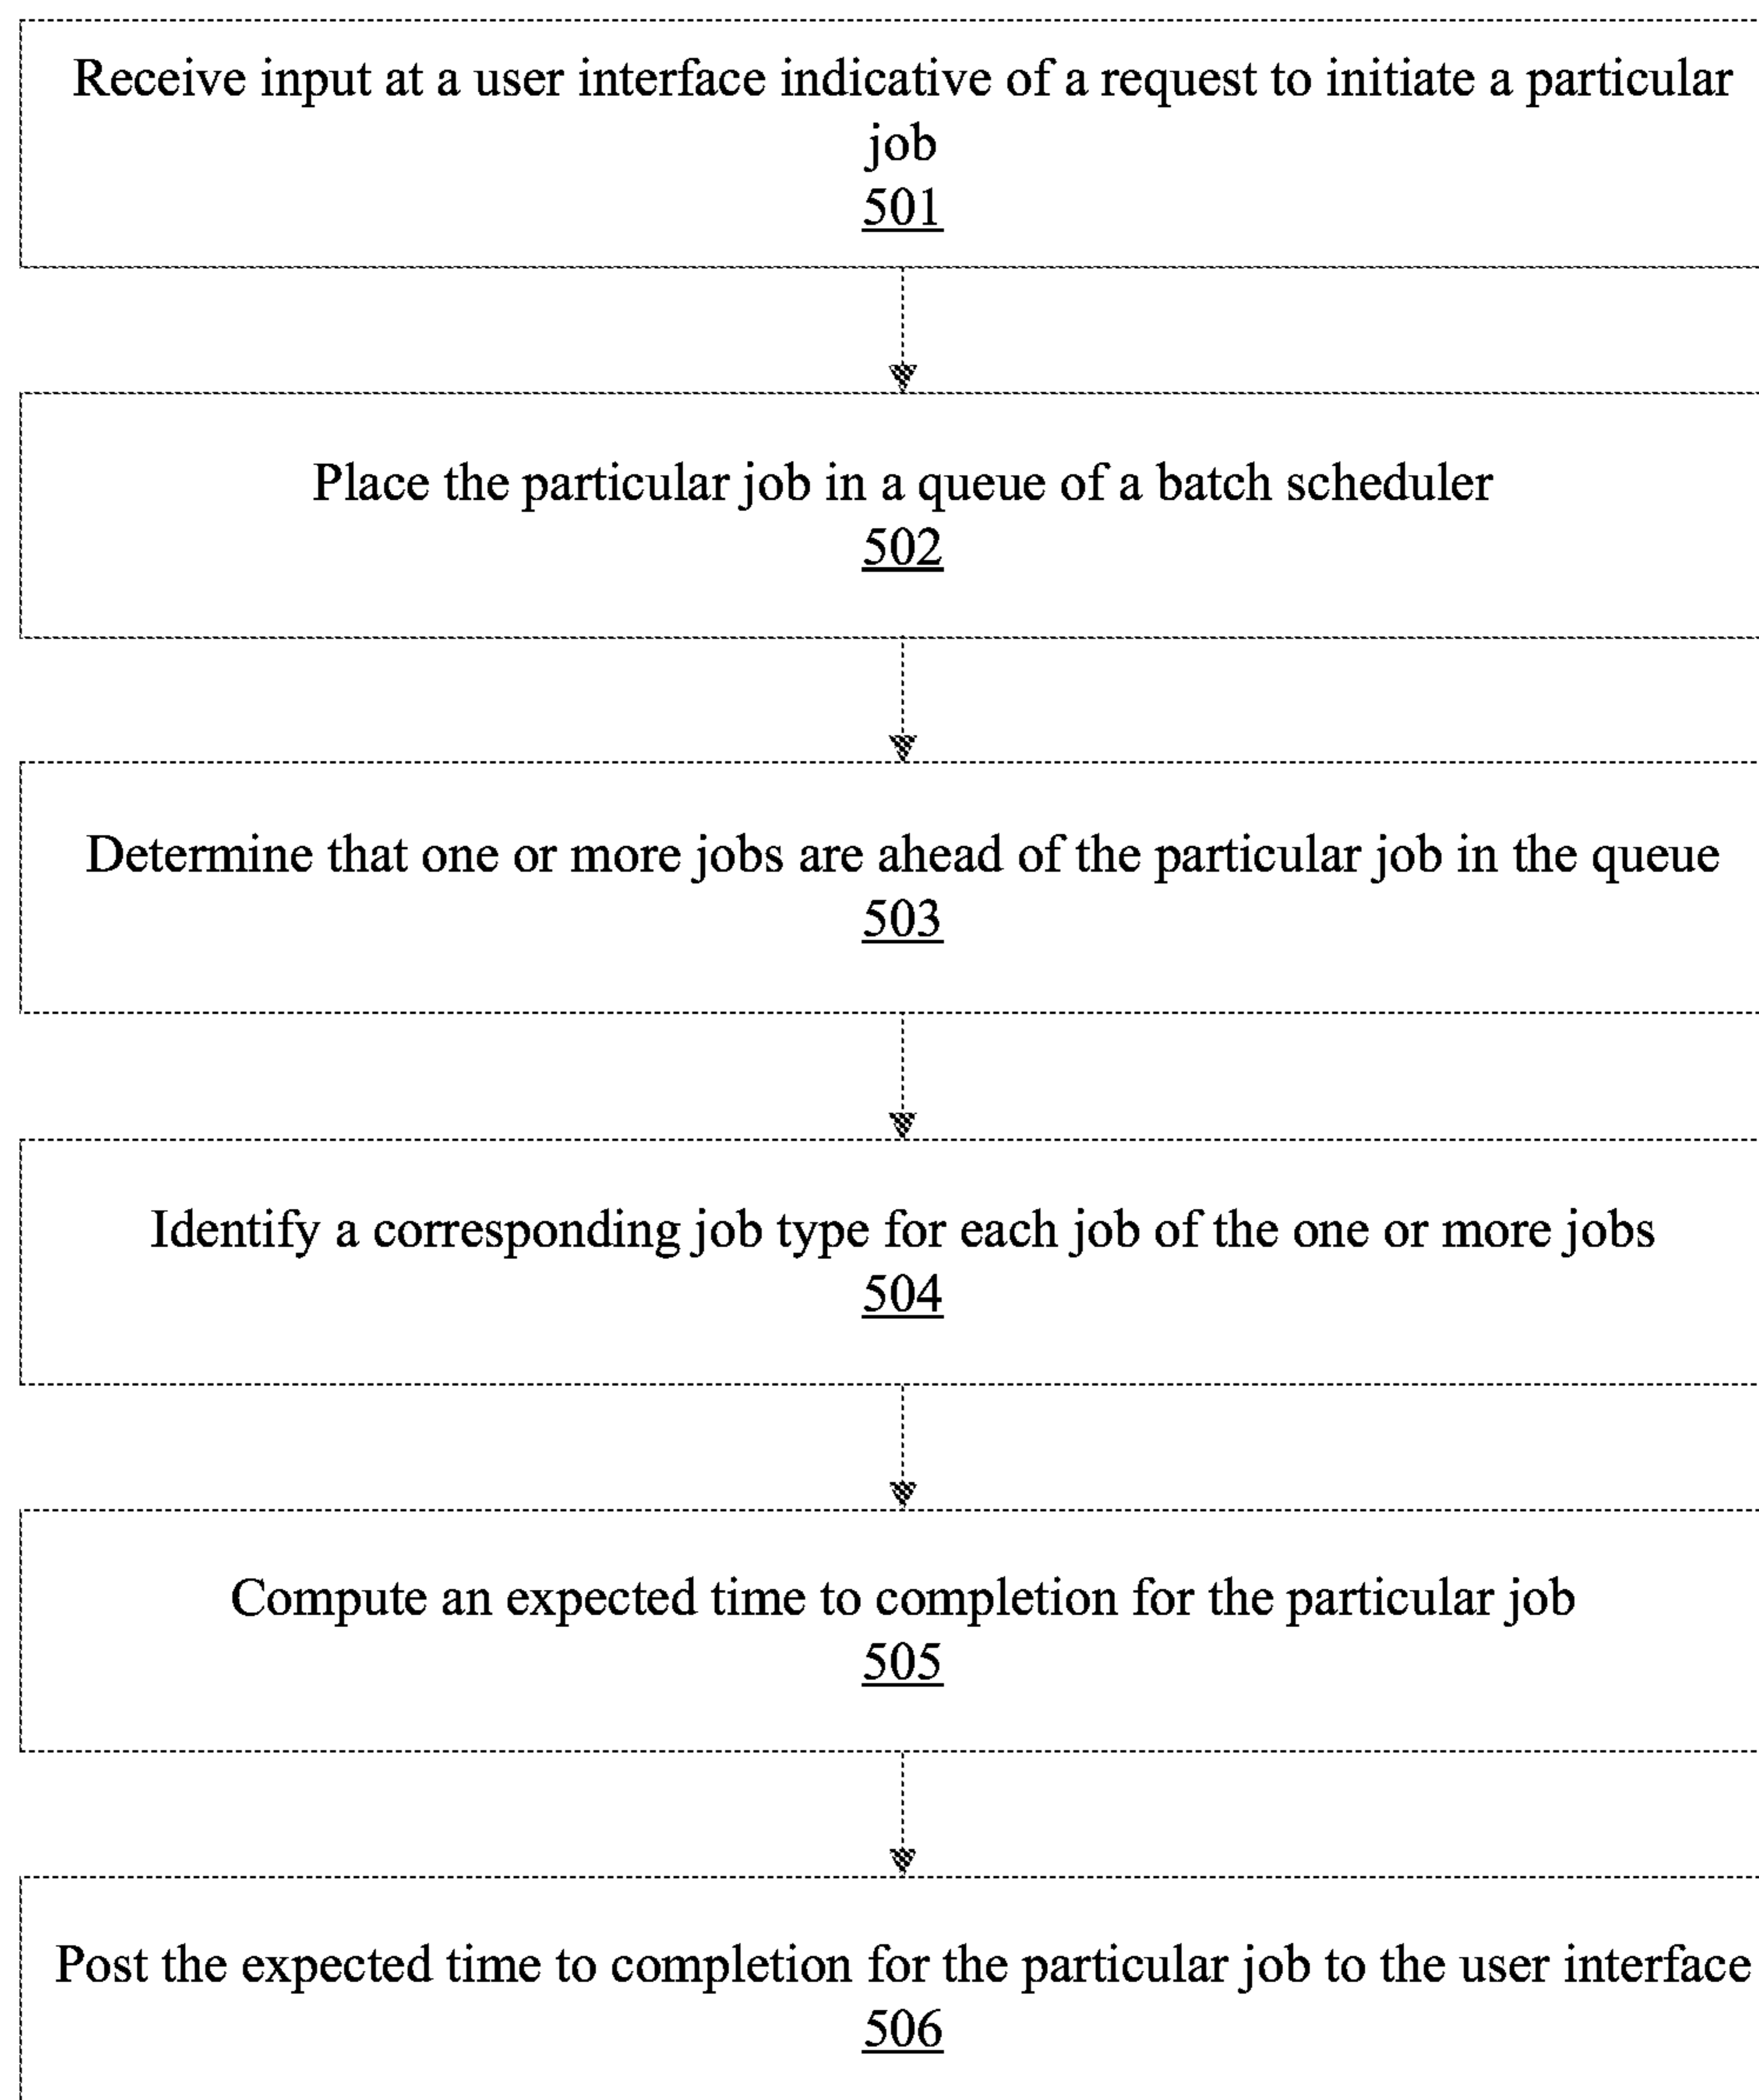 Receive input at a user interface indicative of a request to initiate a particular
job
501
Place the particular job in a queue of a batch scheduler
502
Determine that one or more jobs are ahead of the particular job in the queue
503
Identify a corresponding job type for each job of the one or more jobs
504
Compute an expected time to completion for the particular job
505
Post the expected time to completion for the particular job to the user interface
506